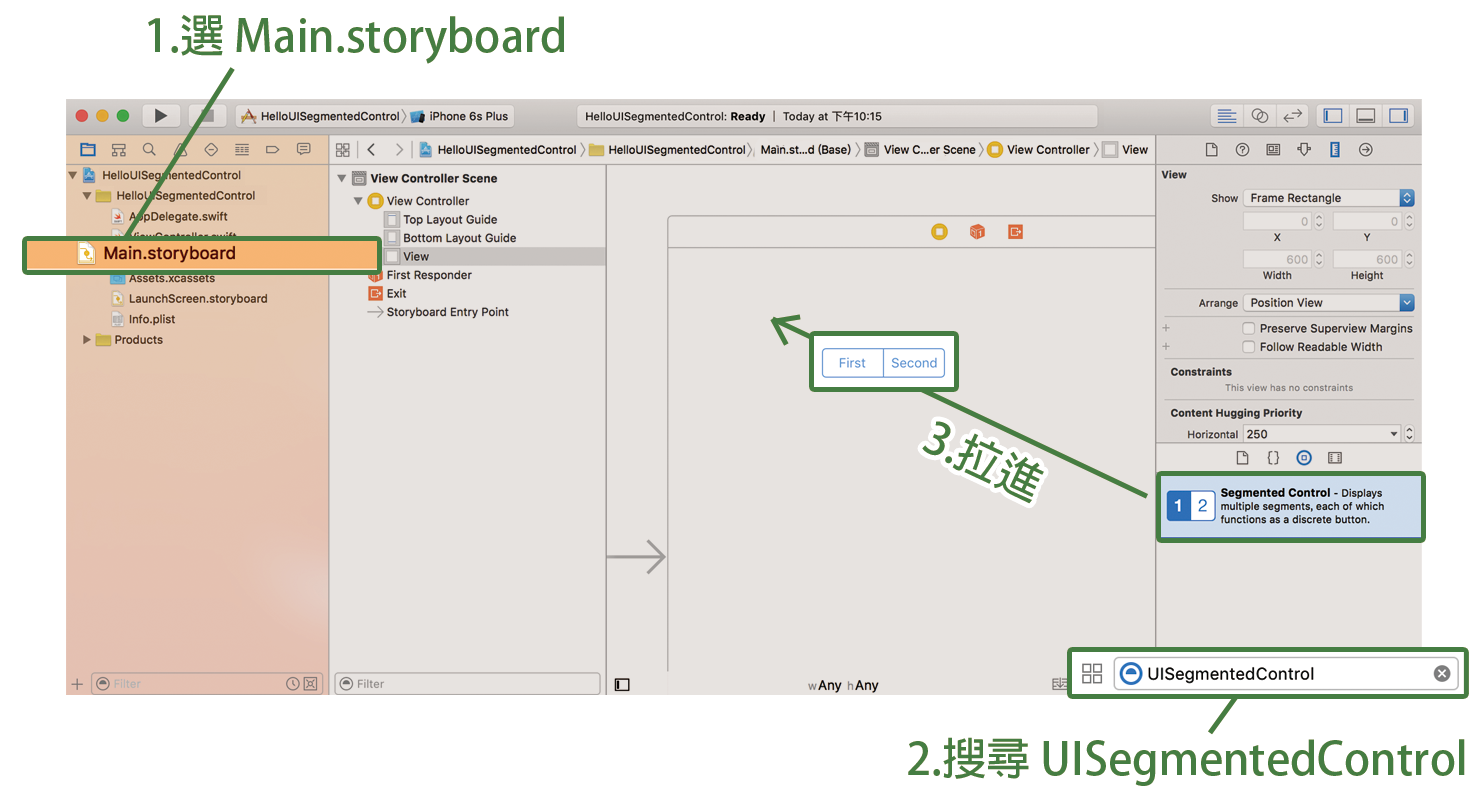 1.選 Main.storyboard
HelloUISegmentedControl
iPhone 6s Plus
HelloUISegmentedControl: Ready | Today at 下午10:15
HelloUISegmentedControl
HelloUISegmentedControl
Main.st...d (Base)
View C...er Scene
View Controller
View
HelloUISegmentedControl
HelloUISegmentedControl
AppDelegate.swift
ViewController.swift
Main.storyboard
Assets.xcassets
LaunchScreen.storyboard
Info.plist
Products
Filter
View Controller Scene
View Controller
Top Layout Guide
Bottom Layout Guide
View
First Responder
Exit
Storyboard Entry Point
Filter
First
Second
3.拉進
wAny hAny
View
Show Frame Rectangle
0 0
X Y
600 600
Width Height
Arrange Position View
Preserve Superview Margins
Follow Readable Width
Constraints
This view has no constraints
Content Hugging Priority
Horizontal 250
1 2
Segmented Control - Displays
multiple segments, each of which
functions as a discrete button.
UISegmentedControl
2.搜尋 UISegmentedControl